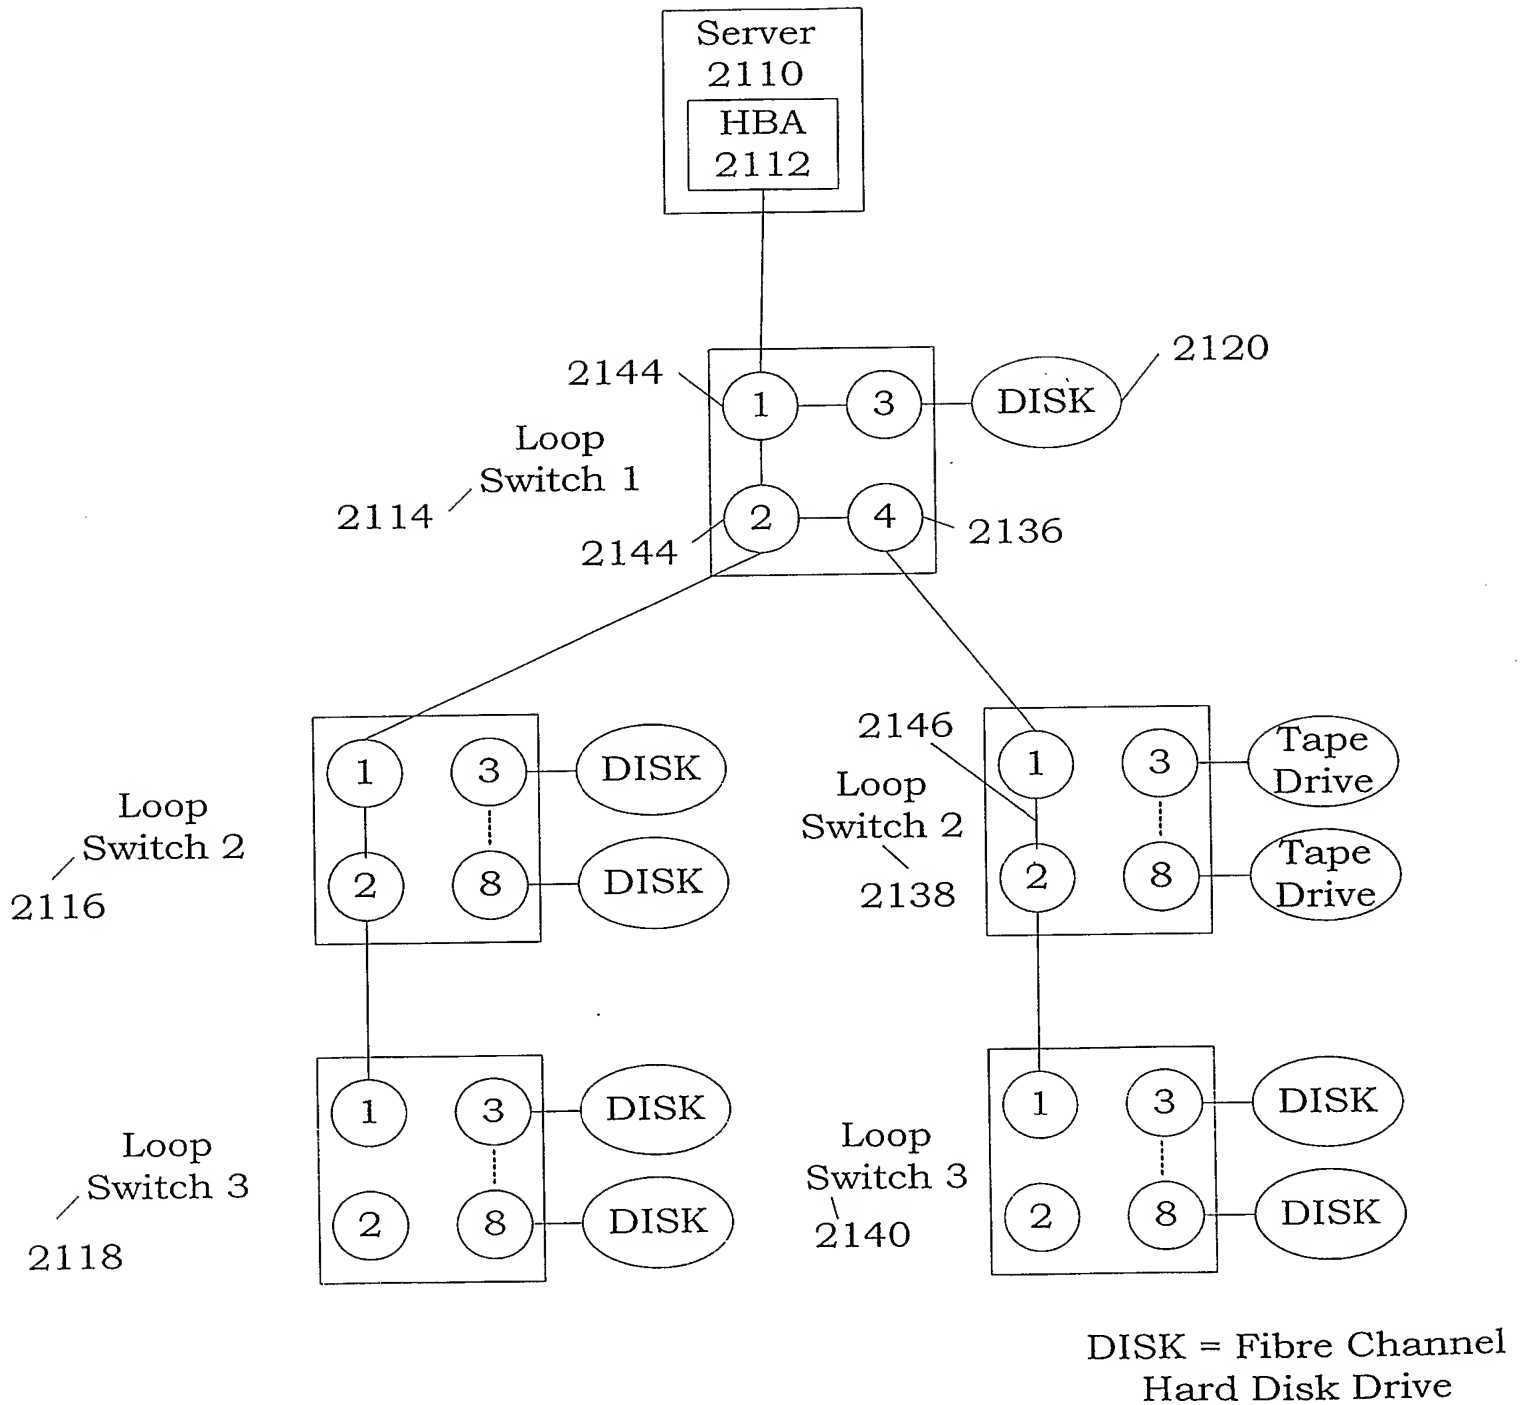 Server
2110
HBA
2112
2144
1
3
DISK
2120
Loop
Switch 1
2114
2
4
2144
2136
1
3
DISK
Loop
Switch 2
2116
2
8
DISK
2146
1
3
Tape
Drive
Loop
Switch 2
2138
2
8
Tape
Drive
1
3
DISK
Loop
Switch 3
2118
2
8
DISK
1
3
DISK
Loop
Switch 3
2140
2
8
DISK
DISK = Fibre Channel
Hard Disk Drive